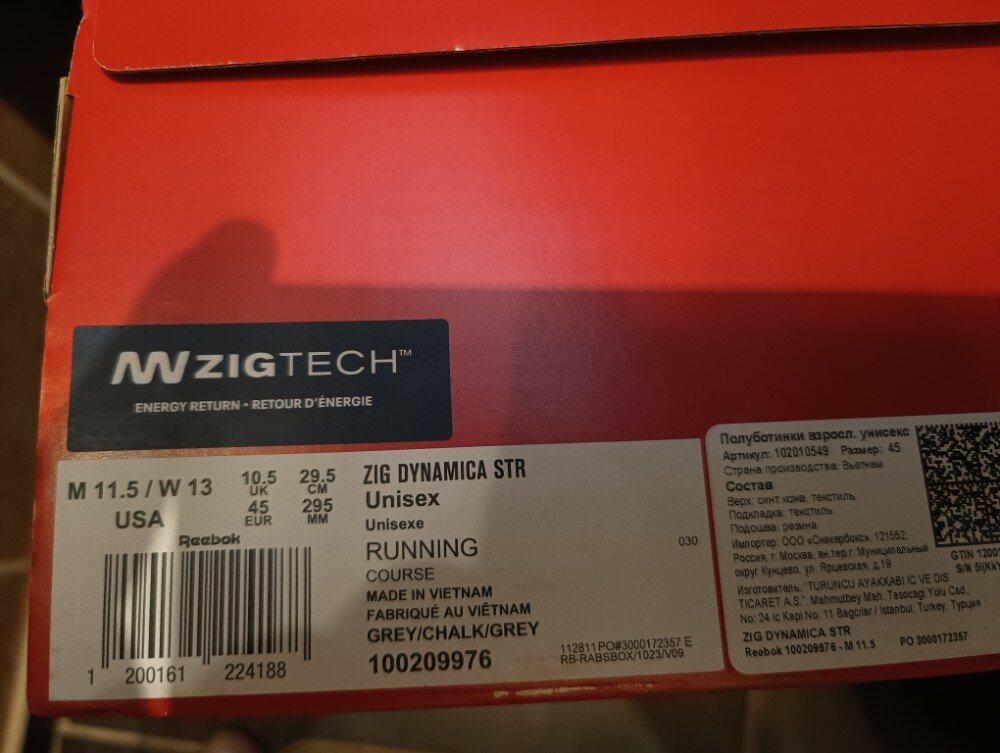 ZIGTECH™
ENERGY RETURN • RETOUR D'ÉNERGIE
M 11.5 / W 13
USA
10.5
UK
45
EUR
29.5
CM
295
MM
Reebok
1 200161 224188
ZIG DYNAMICA STR
Unisex
Unisexe
RUNNING
030
COURSE
MADE IN VIETNAM
FABRIQUÉ AU VIÊTNAM
GREY/CHALK/GREY
100209976
112811 PO#3000172357 E
RB-RABSBOX/1023/V09
Полуботинки взросл. унисекс
Артикул: 102010549 Размер: 45
Страна производства: Вьетнам
Состав
Верх: синт.кожа, текстиль
Подкладка: текстиль
Подошва: резина
Импортер: ООО «Сникербокс», 121552,
Россия, г. Москва, вн.тер.г. Муниципальный
округ Кунцево, ул. Ярцевская, д.19
Изготовитель: "TURUNCU AYAKKABI IC VE DIS
TICARET A.S.", Mahmutbey Mah. Tasocagi Yolu Cad.,
No: 24 Ic Kapi No: 11 Bagcilar / Istanbul, Turkey, Турция
ZIG DYNAMICA STR
Reebok 100209976 - M 11.5 PO 3000172357
GTIN
S/N